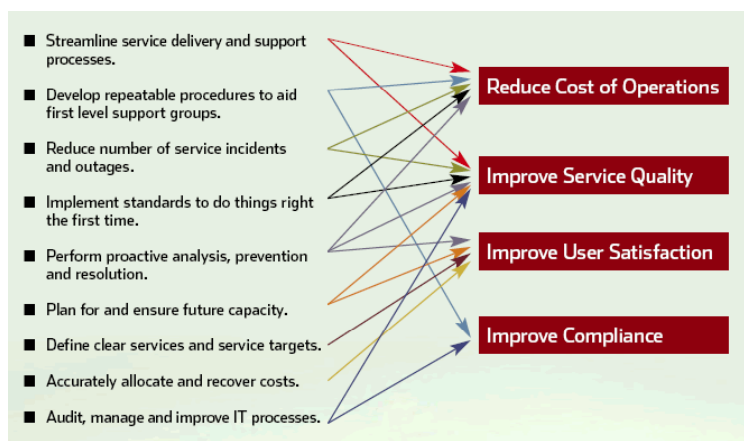 Streamline service delivery and support
processes.
Develop repeatable procedures to aid
first level support groups.
Reduce number of service incidents
and outages.
Implement standards to do things right
the first time.
Perform proactive analysis, prevention
and resolution.
Plan for and ensure future capacity.
Define clear services and service targets.
Accurately allocate and recover costs.
Audit, manage and improve IT processes.
Reduce Cost of Operations
Improve Service Quality
Improve User Satisfaction
Improve Compliance